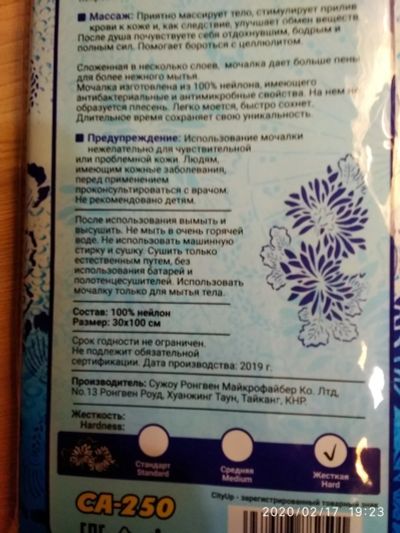 ■ Массаж: Приятно массирует тело, стимулирует прилив
крови к коже и, как следствие, улучшает обмен веществ.
После душа почувствуете себя отдохнувшим, бодрым и
полным сил. Помогает бороться с целлюлитом.
Сложенная в несколько слоев, мочалка дает больше пены
для более нежного мытья.
Мочалка изготовлена из 100% нейлона, имеющего
антибактериальные и антимикробные свойства. На нем не
образуется плесень. Легко моется, быстро сохнет.
Длительное время сохраняет свою уникальность.
■ Предупреждение: Использование мочалки
нежелательно для чувствительной
или проблемной кожи. Людям,
имеющим кожные заболевания,
перед применением
проконсультироваться с врачом.
Не рекомендовано детям.
После использования вымыть и
высушить. Не мыть в очень горячей
воде. Не использовать машинную
стирку и сушку. Сушить только
естественным путем, без
использования батарей и
полотенцесушителей. Использовать
мочалку только для мытья тела.
Состав: 100% нейлон
Размер: 30x100 см
Срок годности не ограничен.
Не подлежит обязательной
сертификации. Дата производства: 2019 г.
Производитель: Сужоу Ронгвен Майкрофайбер Ко. Лтд,
No.13 Ронгвен Роуд, Хуанжинг Таун, Тайканг, КНР.
Жесткость:
Hardness:
Стандарт
Standard
Средняя
Medium
Жесткая
Hard
CA-250
CityUp - зарегистрированный товарный знак
2020/02/17 19:23